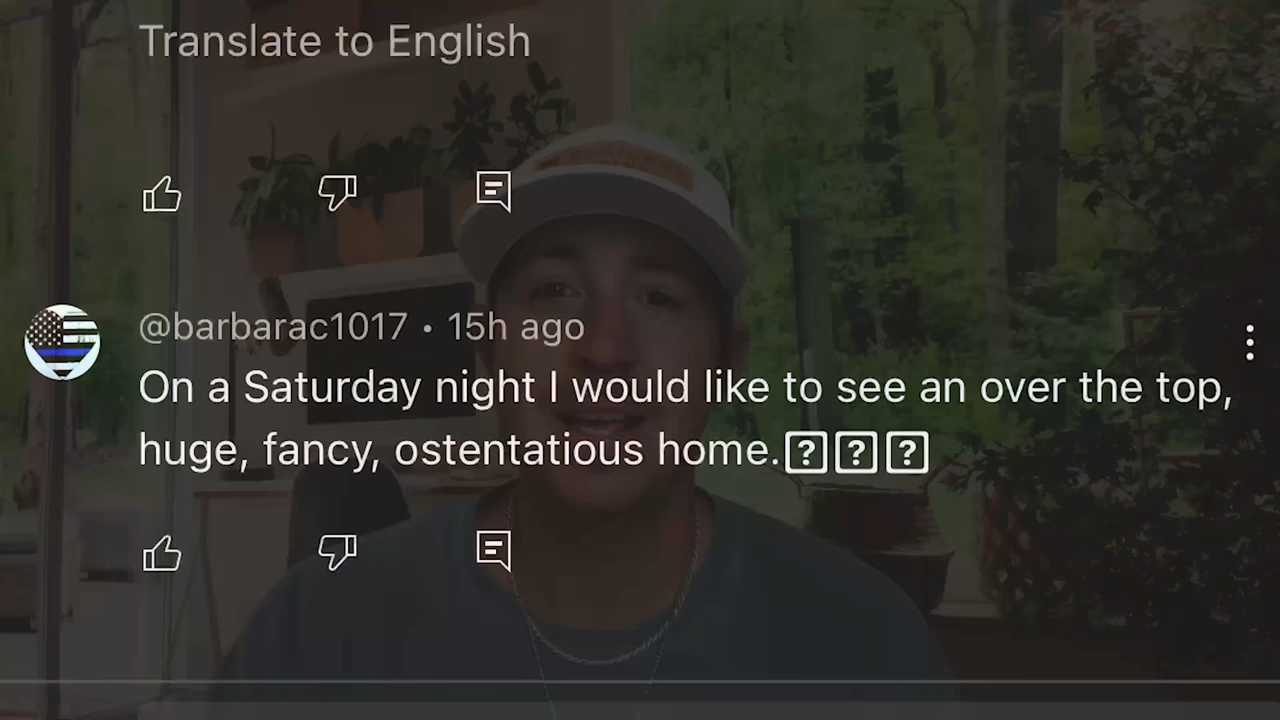 Translate to English
@barbarac1017 • 15h ago
On a Saturday night I would like to see an over the top,
huge, fancy, ostentatious home.🯄🯄🯄